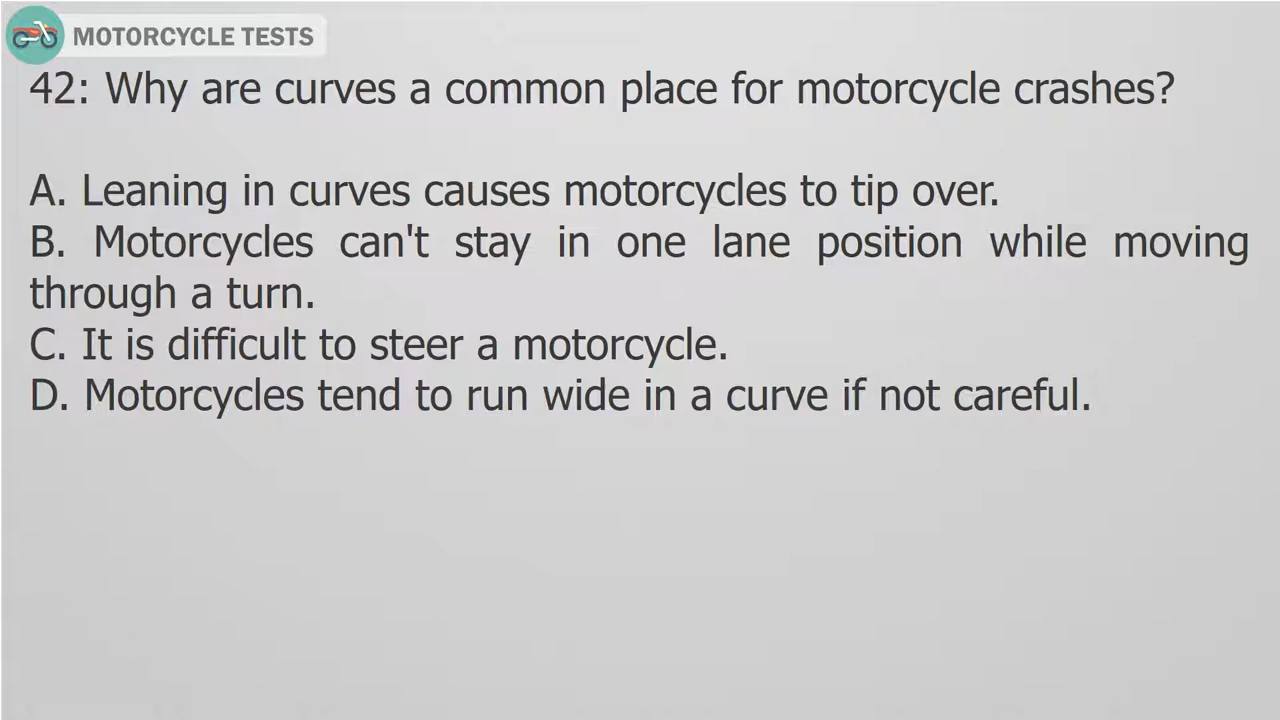 MOTORCYCLE TESTS
42: Why are curves a common place for motorcycle crashes?
A. Leaning in curves causes motorcycles to tip over.
B. Motorcycles can't stay in one lane position while moving
through a turn.
C. It is difficult to steer a motorcycle.
D. Motorcycles tend to run wide in a curve if not careful.